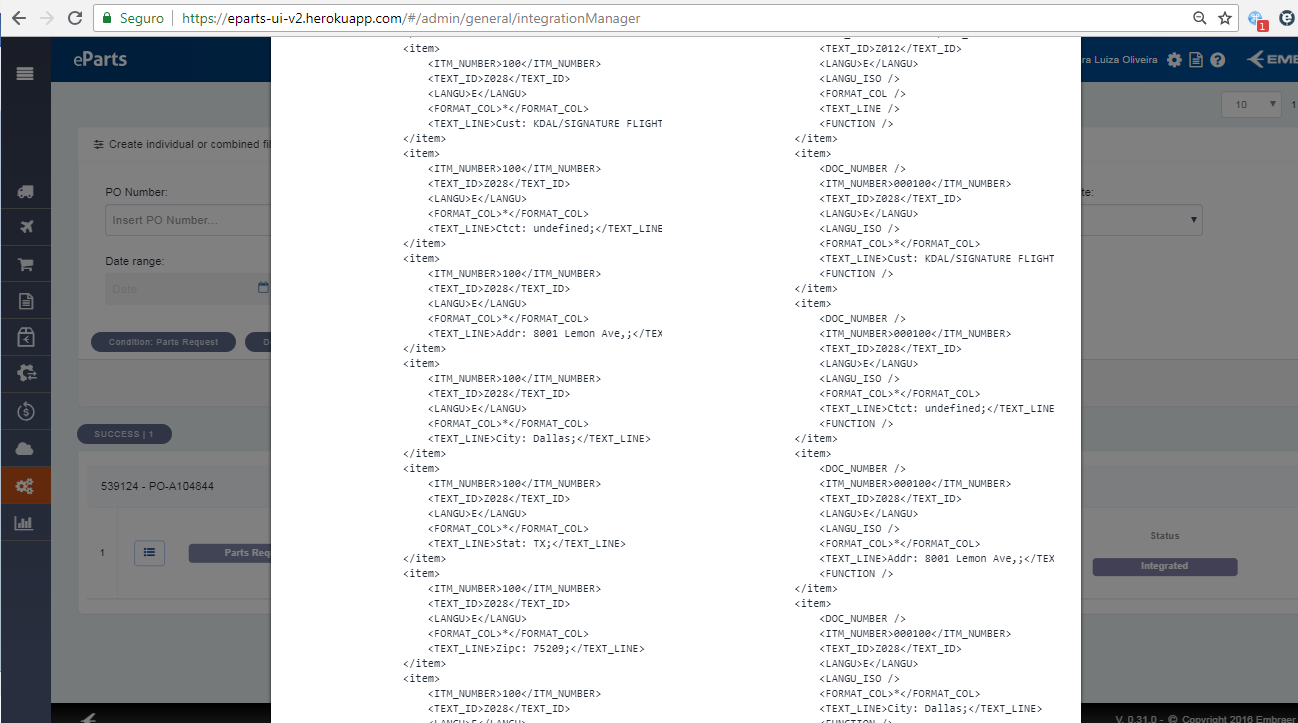 Seguro
https://eparts-ui-v2.herokuapp.com/#/admin/general/integrationManager
1
eParts
Luiza Oliveira
10
1
Create individual or combined
PO Number:
Insert PO Number...
Date range:
Date
Condition: Parts Request
SUCCESS | 1
539124 - PO-A104844
1
Parts
<item>
<ITM_NUMBER>100</ITM_NUMBER>
<TEXT_ID>Z028</TEXT_ID>
<LANGU>E</LANGU>
<FORMAT_COL>*</FORMAT_COL>
<TEXT_LINE>Cust: KDAL/SIGNATURE FLIGHT
</item>
<item>
<ITM_NUMBER>100</ITM_NUMBER>
<TEXT_ID>Z028</TEXT_ID>
<LANGU>E</LANGU>
<FORMAT_COL>*</FORMAT_COL>
<TEXT_LINE>Ctct: undefined;</TEXT_LINE
</item>
<item>
<ITM_NUMBER>100</ITM_NUMBER>
<TEXT_ID>Z028</TEXT_ID>
<LANGU>E</LANGU>
<FORMAT_COL>*</FORMAT_COL>
<TEXT_LINE>Addr: 8001 Lemon Ave,;</TEX
</item>
<item>
<ITM_NUMBER>100</ITM_NUMBER>
<TEXT_ID>Z028</TEXT_ID>
<LANGU>E</LANGU>
<FORMAT_COL>*</FORMAT_COL>
<TEXT_LINE>City: Dallas;</TEXT_LINE>
</item>
<item>
<ITM_NUMBER>100</ITM_NUMBER>
<TEXT_ID>Z028</TEXT_ID>
<LANGU>E</LANGU>
<FORMAT_COL>*</FORMAT_COL>
<TEXT_LINE>Stat: TX;</TEXT_LINE>
</item>
<item>
<ITM_NUMBER>100</ITM_NUMBER>
<TEXT_ID>Z028</TEXT_ID>
<LANGU>E</LANGU>
<FORMAT_COL>*</FORMAT_COL>
<TEXT_LINE>Zipc: 75209;</TEXT_LINE>
</item>
<item>
<ITM_NUMBER>100</ITM_NUMBER>
<TEXT_ID>Z028</TEXT_ID>
<LANGU>E</LANGU>
<TEXT_ID>Z012</TEXT_ID>
<LANGU>E</LANGU>
<LANGU_ISO />
<FORMAT_COL />
<TEXT_LINE />
<FUNCTION />
</item>
<item>
<DOC_NUMBER />
<ITM_NUMBER>000100</ITM_NUMBER>
<TEXT_ID>Z028</TEXT_ID>
<LANGU>E</LANGU>
<LANGU_ISO />
<FORMAT_COL>*</FORMAT_COL>
<TEXT_LINE>Cust: KDAL/SIGNATURE FLIGHT
<FUNCTION />
</item>
<item>
<DOC_NUMBER />
<ITM_NUMBER>000100</ITM_NUMBER>
<TEXT_ID>Z028</TEXT_ID>
<LANGU>E</LANGU>
<LANGU_ISO />
<FORMAT_COL>*</FORMAT_COL>
<TEXT_LINE>Ctct: undefined;</TEXT_LINE
<FUNCTION />
</item>
<item>
<DOC_NUMBER />
<ITM_NUMBER>000100</ITM_NUMBER>
<TEXT_ID>Z028</TEXT_ID>
<LANGU>E</LANGU>
<LANGU_ISO />
<FORMAT_COL>*</FORMAT_COL>
<TEXT_LINE>Addr: 8001 Lemon Ave,;</TEX
<FUNCTION />
</item>
<item>
<DOC_NUMBER />
<ITM_NUMBER>000100</ITM_NUMBER>
<TEXT_ID>Z028</TEXT_ID>
<LANGU>E</LANGU>
<LANGU_ISO />
<FORMAT_COL>*</FORMAT_COL>
<TEXT_LINE>City: Dallas;</TEXT_LINE>
Status
Integrated
V. 0.31.0 - © Copyright 2016 Embraer